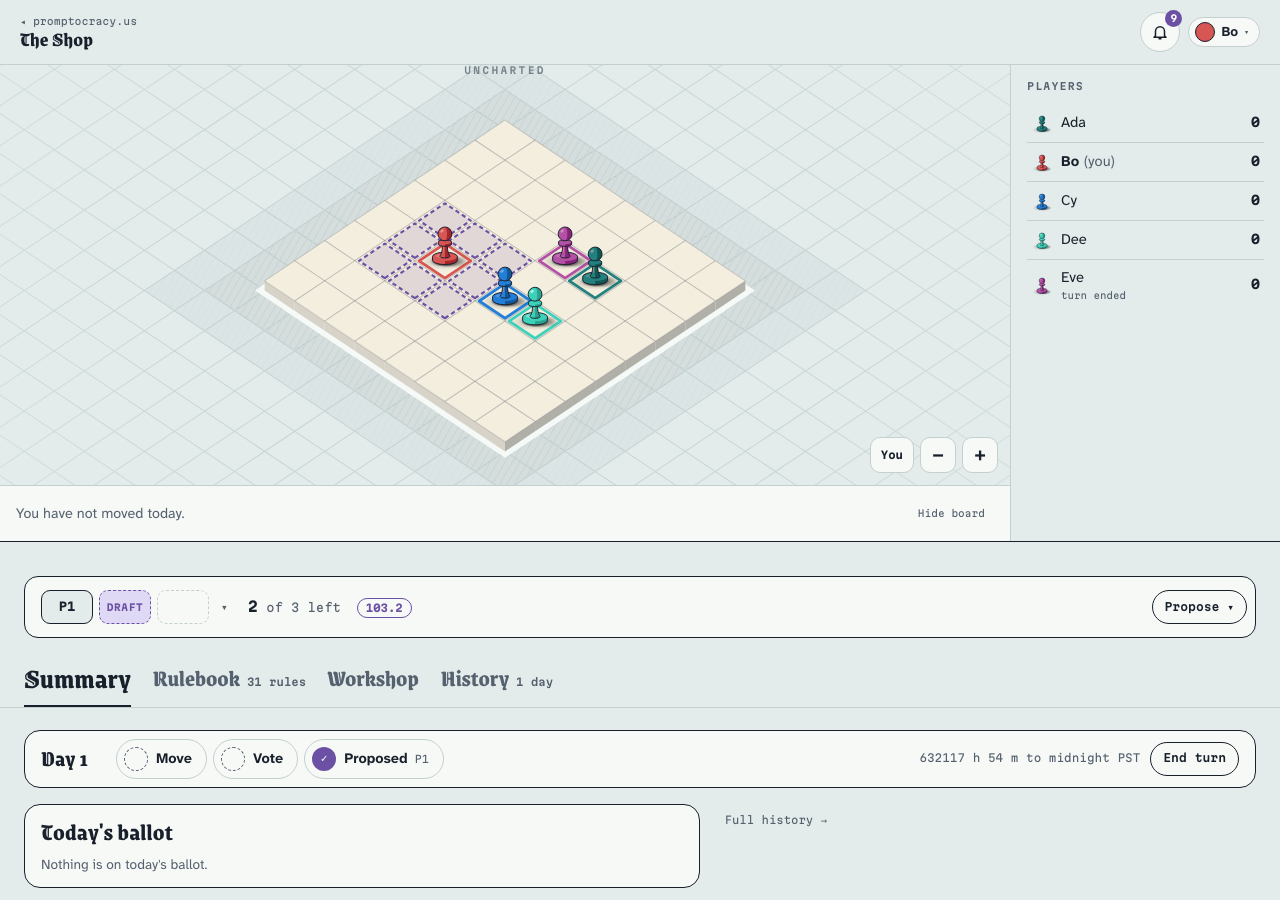 ◂ promptocracy.us
The Shop
9
Bo ▾
UNCHARTED
PLAYERS
Ada 0
Bo (you) 0
Cy 0
Dee 0
Eve 0
turn ended
You − +
You have not moved today.
Hide board
P1 DRAFT ▾ 2 of 3 left 103.2 Propose ▾
Summary Rulebook 31 rules Workshop History 1 day
Day 1 Move Vote ✓ Proposed P1 632117 h 54 m to midnight PST End turn
Today's ballot
Full history →
Nothing is on today's ballot.